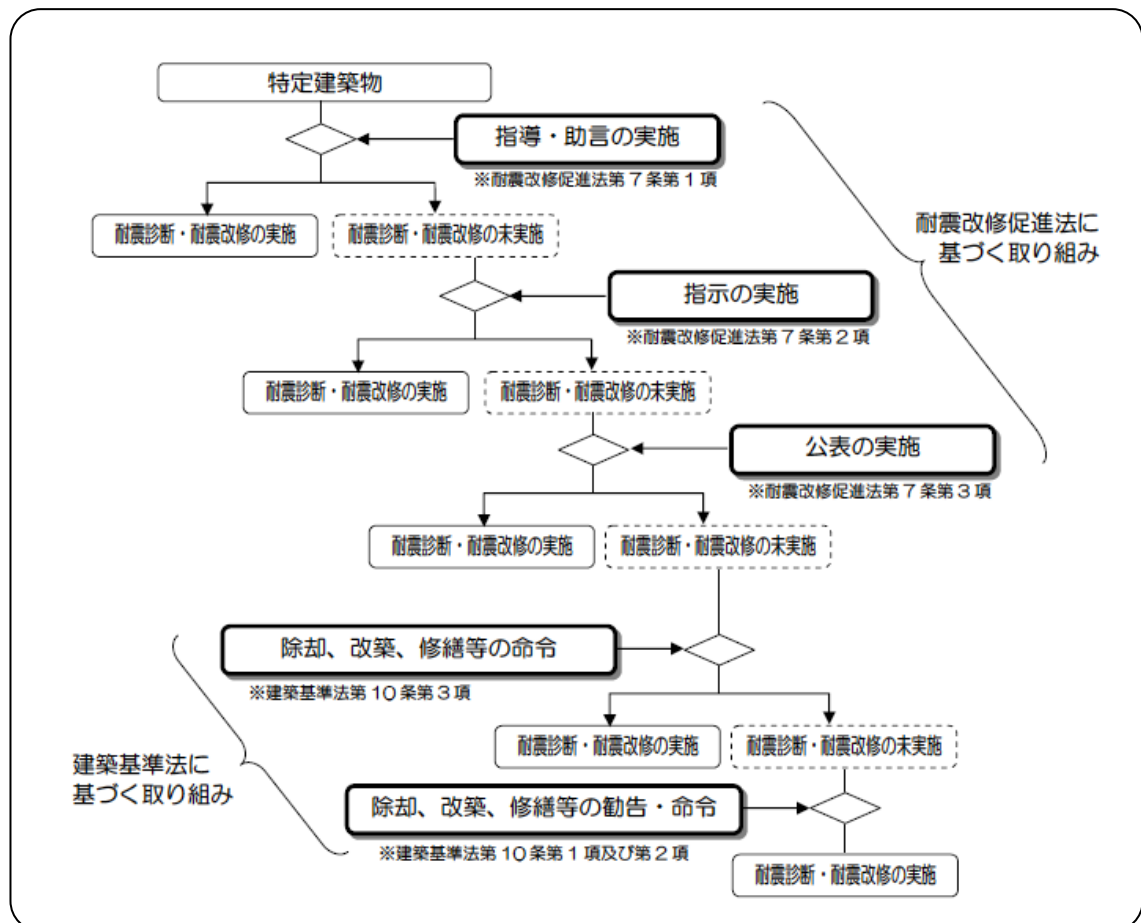 特定建築物
指導・助言の実施
※耐震改修促進法第7条第1項
耐震診断・耐震改修の実施
耐震診断・耐震改修の未実施
耐震改修促進法に
基づく取り組み
指示の実施
※耐震改修促進法第7条第2項
耐震診断・耐震改修の実施
耐震診断・耐震改修の未実施
公表の実施
※耐震改修促進法第7条第3項
耐震診断・耐震改修の実施
耐震診断・耐震改修の未実施
除却、改築、修繕等の命令
※建築基準法第10条第3項
耐震診断・耐震改修の実施
耐震診断・耐震改修の未実施
建築基準法に
基づく取り組み
除却、改築、修繕等の勧告・命令
※建築基準法第10条第1項及び第2項
耐震診断・耐震改修の実施